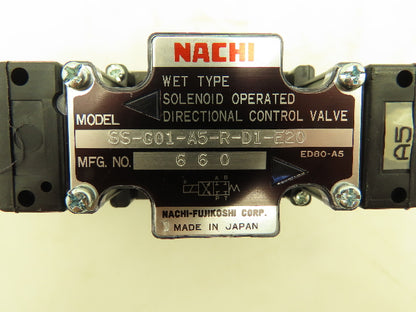 NACHI
WET TYPE
SOLENOID OPERATED
DIRECTIONAL CONTROL VALVE
MODEL
SS-G01-A5-R-D1-E20
MFG. NO. 660
ED80-A5
A B
P T
NACHI-FUJIKOSHI CORP.
MADE IN JAPAN
A5